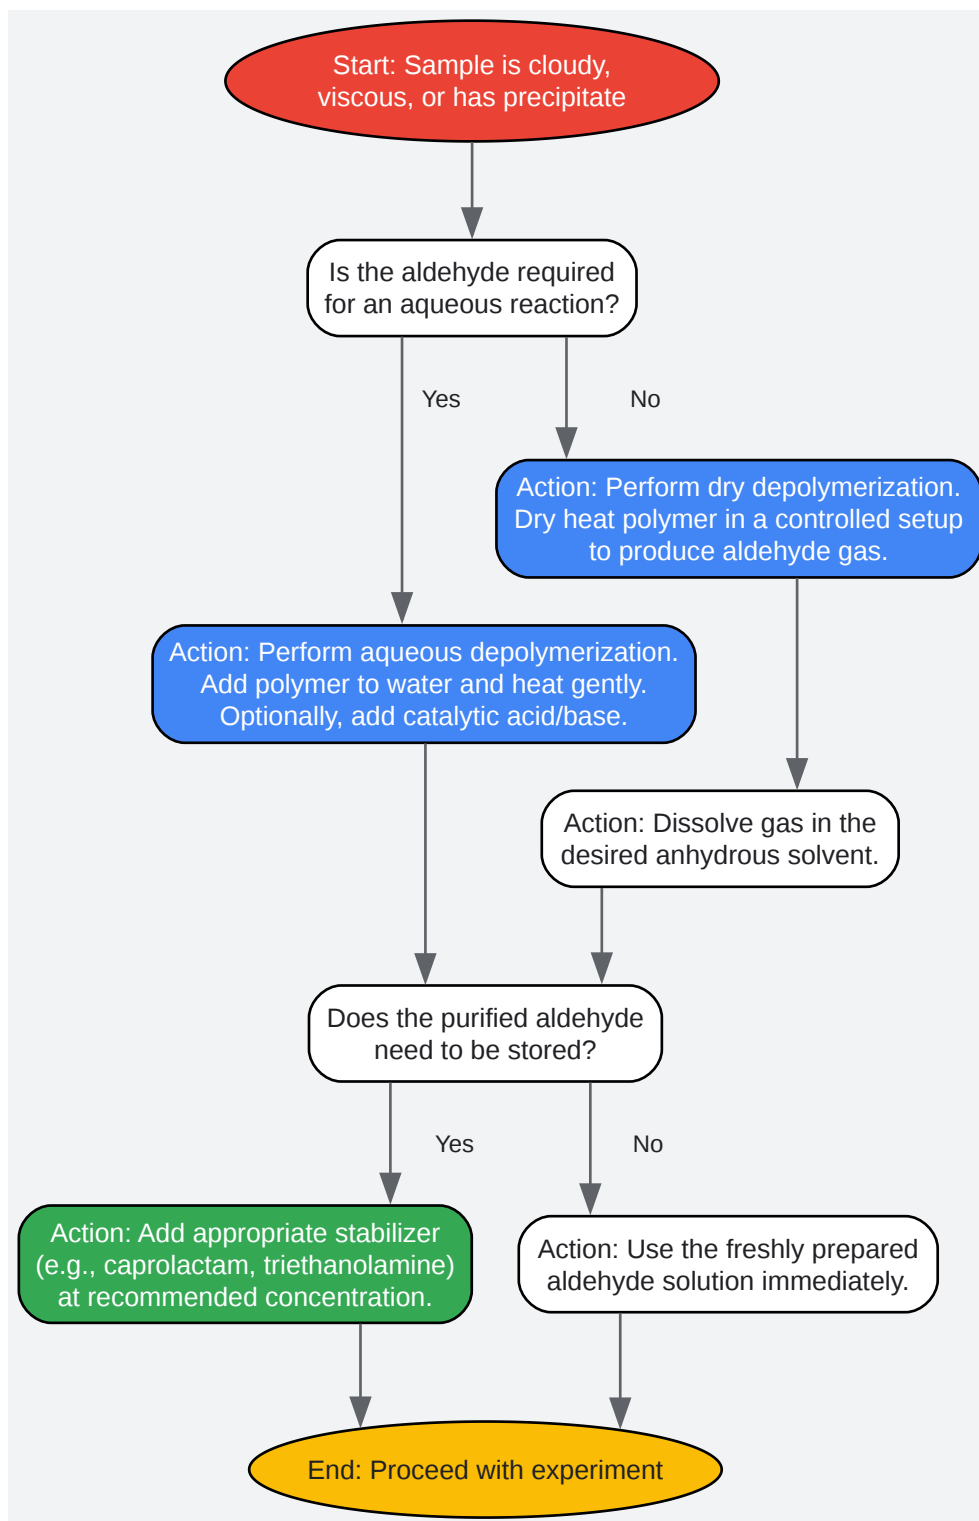 Start: Sample is cloudy,
viscous, or has precipitate
Is the aldehyde required
for an aqueous reaction?
Yes
No
Action: Perform dry depolymerization.
Dry heat polymer in a controlled setup
to produce aldehyde gas.
Action: Perform aqueous depolymerization.
Add polymer to water and heat gently.
Optionally, add catalytic acid/base.
Action: Dissolve gas in the
desired anhydrous solvent.
Does the purified aldehyde
need to be stored?
Yes
No
Action: Add appropriate stabilizer
(e.g., caprolactam, triethanolamine)
at recommended concentration.
Action: Use the freshly prepared
aldehyde solution immediately.
End: Proceed with experiment